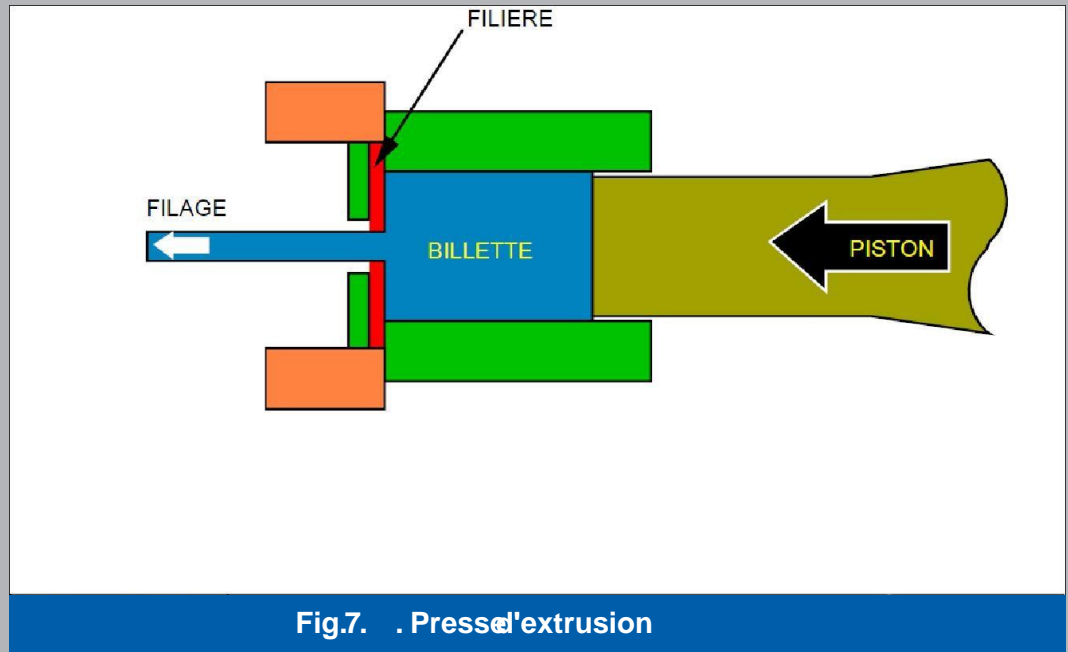 FILIERE
FILAGE
BILLETTE
PISTON
Fig.7. . Pressed'extrusion